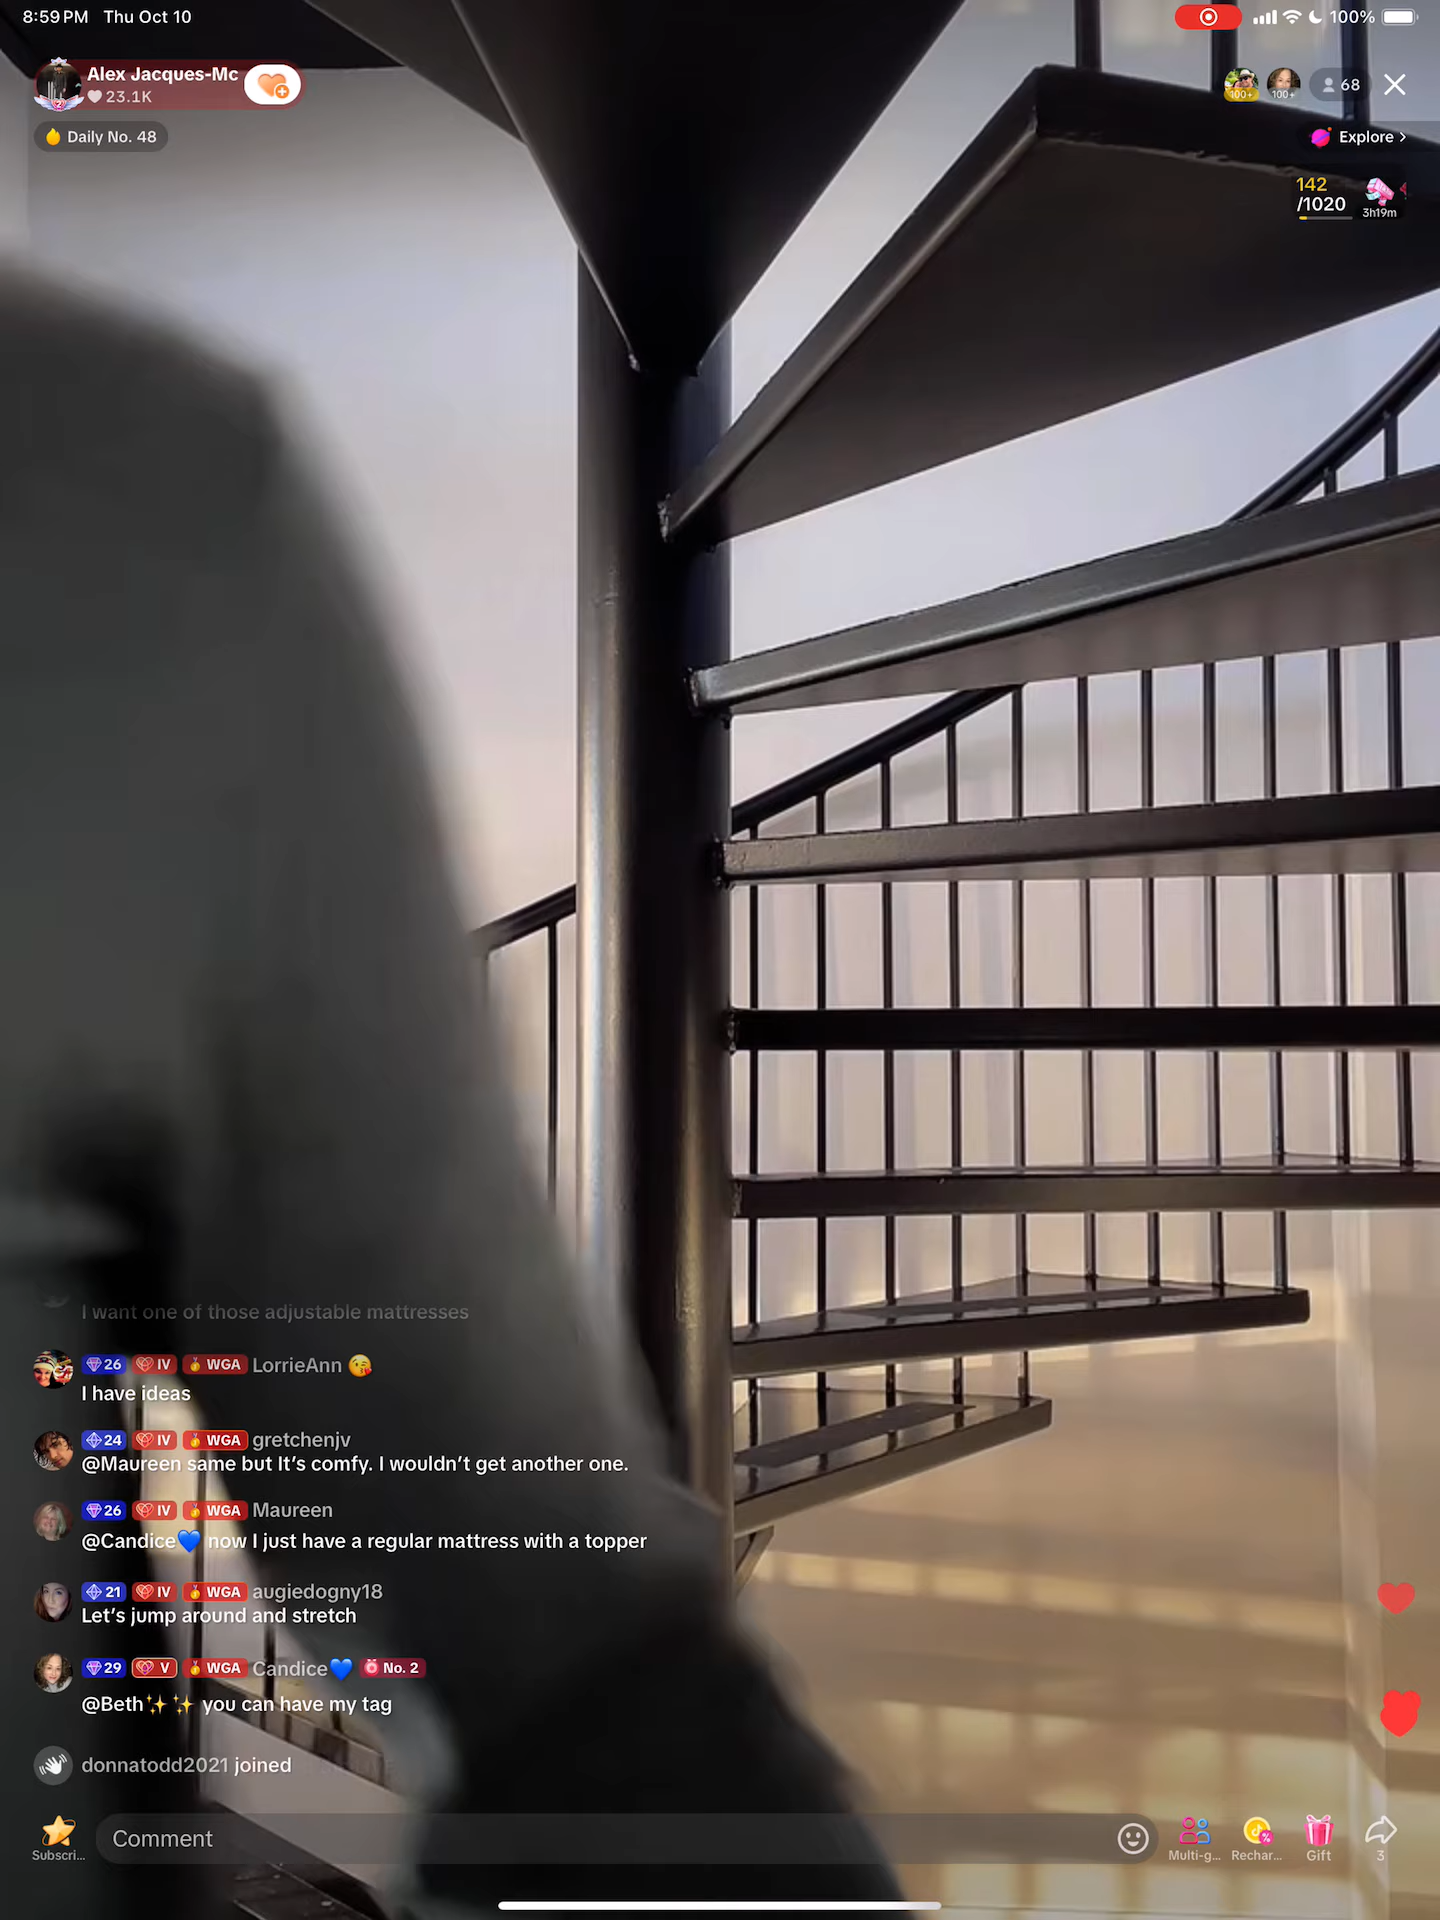 8:59 PM Thu Oct 10
100%
Alex Jacques-Mc
23.1K
100+
100+
68
Daily No. 48
Explore >
142
/1020
3h19m
I want one of those adjustable mattresses
26 IV WGA LorrieAnn 😘
I have ideas
24 IV WGA gretchenjv
@Maureen same but It's comfy. I wouldn't get another one.
26 IV WGA Maureen
@Candice💙 now I just have a regular mattress with a topper
21 IV WGA augiedogny18
Let's jump around and stretch
29 V WGA Candice💙 No. 2
@Beth✨✨ you can have my tag
donnatodd2021 joined
Subscri...
Comment
Multi-g...
Rechar...
Gift
3